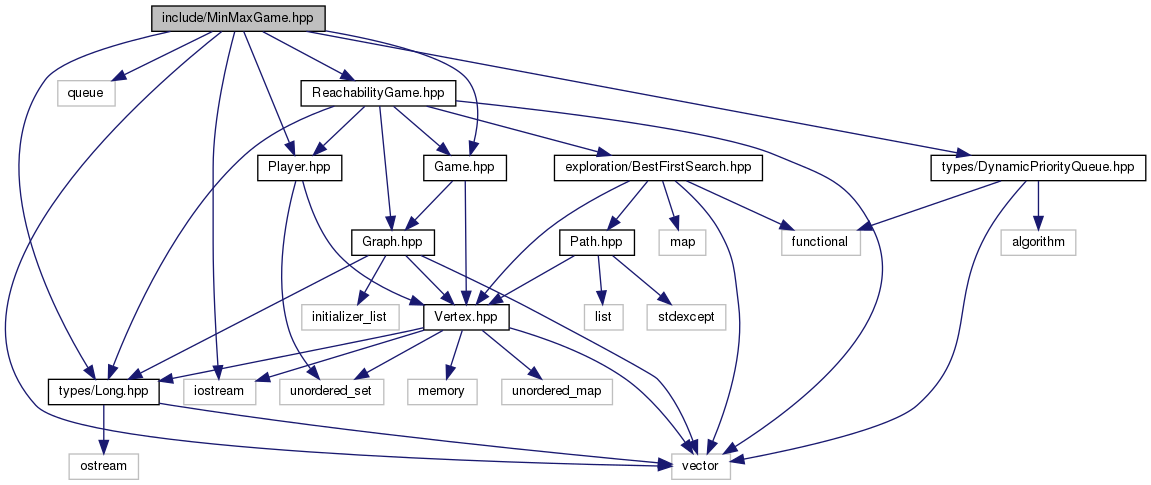 include/MinMaxGame.hpp
queue
ReachabilityGame.hpp
Player.hpp
Game.hpp
exploration/BestFirstSearch.hpp
types/DynamicPriorityQueue.hpp
Graph.hpp
Path.hpp
map
functional
algorithm
initializer_list
Vertex.hpp
list
stdexcept
types/Long.hpp
iostream
unordered_set
memory
unordered_map
ostream
vector